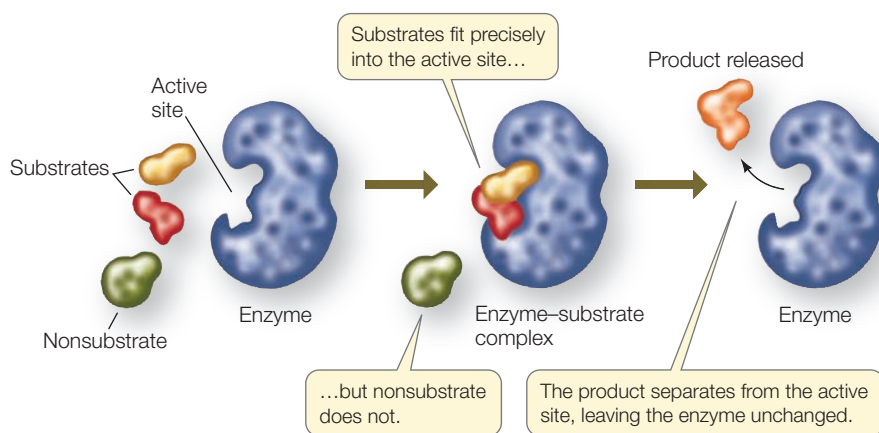 Substrates fit precisely
into the active site…
Product released
Active
site
Substrates
Nonsubstrate
Enzyme
Enzyme–substrate
complex
Enzyme
…but nonsubstrate
does not.
The product separates from the active
site, leaving the enzyme unchanged.